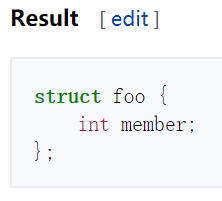 Result [ edit ]
struct foo {
    int member;
};